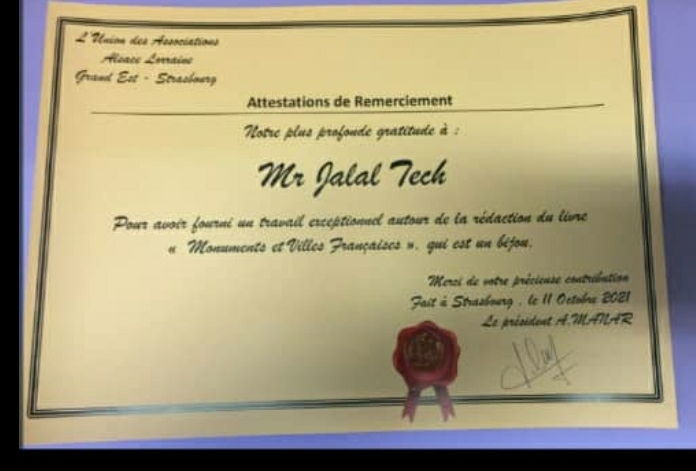 L'Union des Associations
Alsace Lorraine
Grand Est - Strasbourg
Attestations de Remerciement
Notre plus profonde gratitude à :
Mr Jalal Tech
Pour avoir fourni un travail exceptionnel autour de la rédaction du livre
« Monuments et Villes Françaises ». qui est un bijou.
Merci de votre précieuse contribution
Fait à Strasbourg . le 11 Octobre 2021
Le président A.MANAR